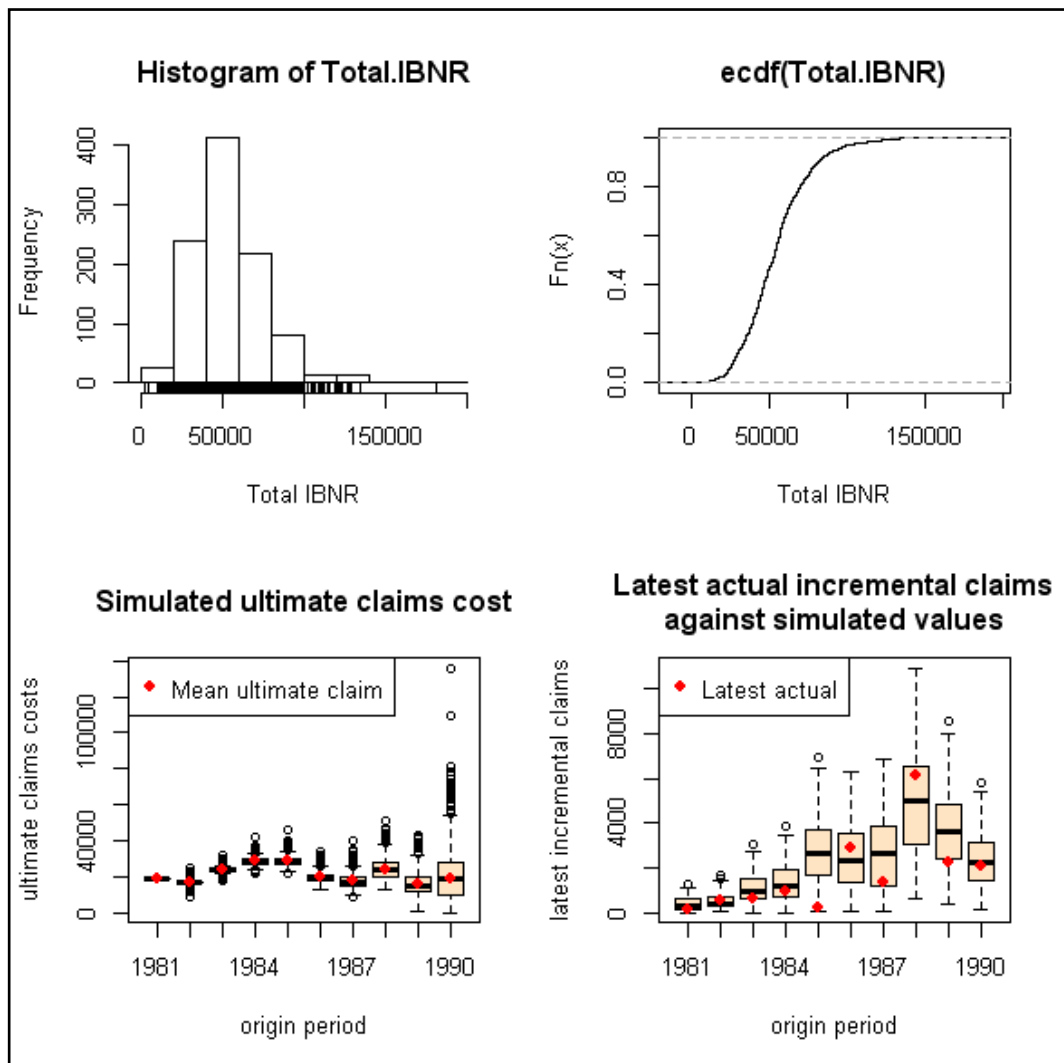 Histogram of Total.IBNR
Frequency
0 100 200 300 400
0 50000 150000
Total IBNR
ecdf(Total.IBNR)
Fn(x)
0.0 0.4 0.8
0 50000 150000
Total IBNR
Simulated ultimate claims cost
Mean ultimate claim
ultimate claims costs
0 40000 100000
1981 1984 1987 1990
origin period
Latest actual incremental claims
against simulated values
Latest actual
latest incremental claims
0 4000 8000
1981 1984 1987 1990
origin period